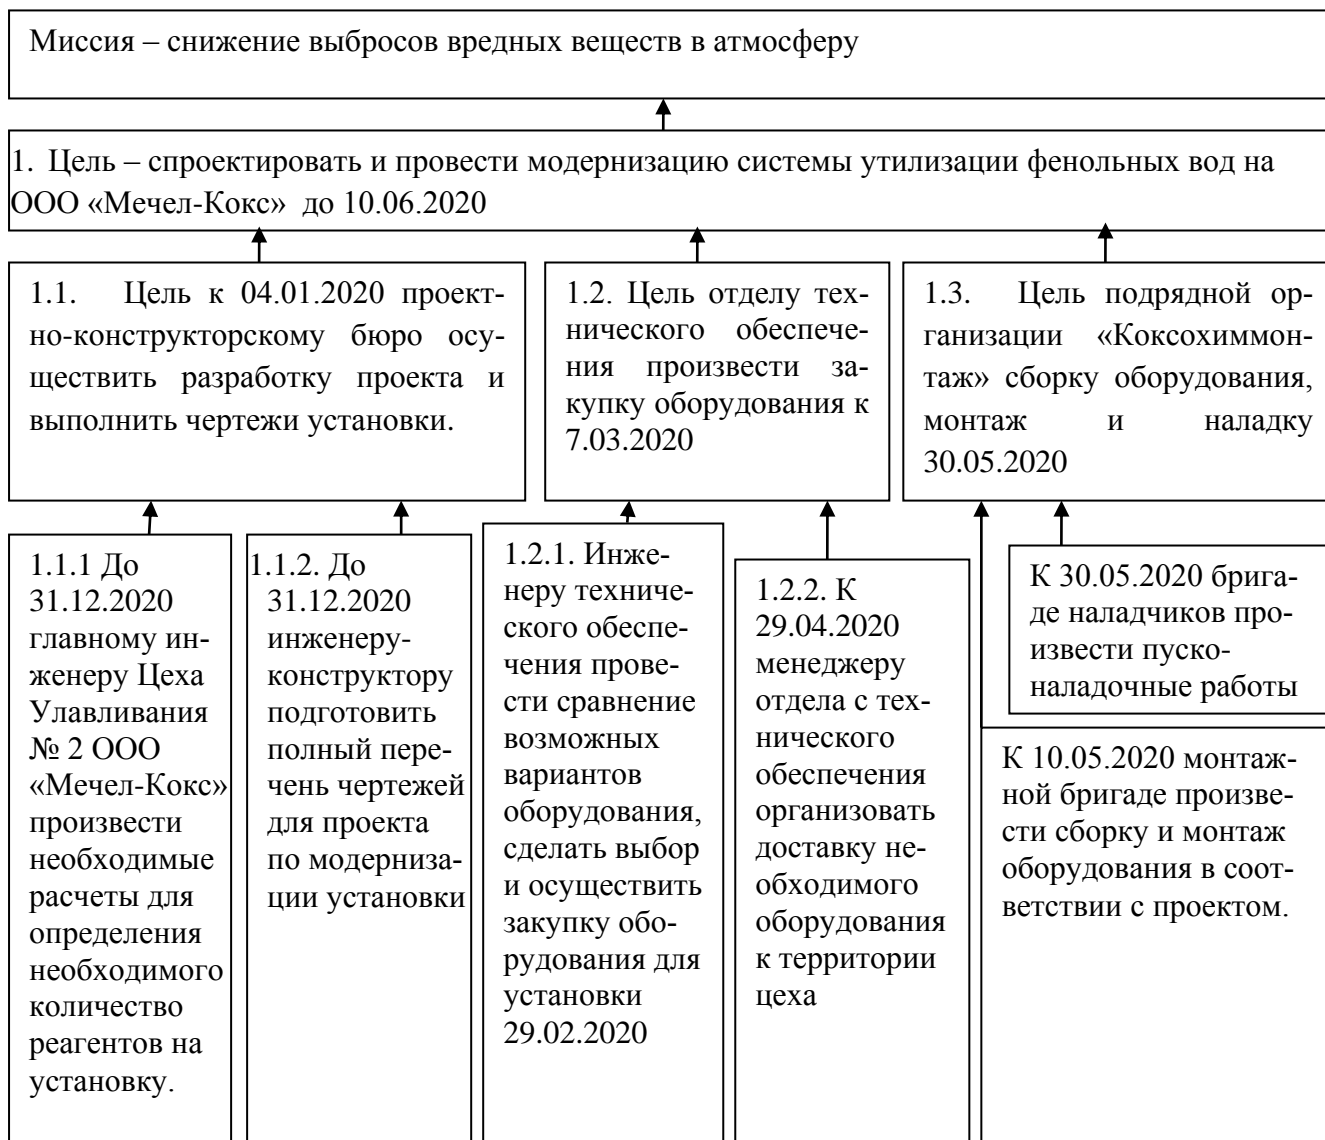 Миссия – снижение выбросов вредных веществ в атмосферу
1. Цель – спроектировать и провести модернизацию системы утилизации фенольных вод на
ООО «Мечел-Кокс» до 10.06.2020
1.1. Цель к 04.01.2020 проект-
но-конструкторскому бюро осу-
ществить разработку проекта и
выполнить чертежи установки.
1.2. Цель отделу тех-
нического обеспече-
ния произвести за-
купку оборудования к
7.03.2020
1.3. Цель подрядной ор-
ганизации «Коксохиммон-
таж» сборку оборудования,
монтаж и наладку
30.05.2020
1.1.1 До
31.12.2020
главному ин-
женеру Цеха
Улавливания
№ 2 ООО
«Мечел-Кокс»
произвести
необходимые
расчеты для
определения
необходимого
количество
реагентов на
установку.
1.1.2. До
31.12.2020
инженеру-
конструктору
подготовить
полный пере-
чень чертежей
для проекта
по модерниза-
ции установки
1.2.1. Инже-
неру техниче-
ского обеспе-
чения прове-
сти сравнение
возможных
вариантов
оборудования,
сделать выбор
и осуществить
закупку обо-
рудования для
установки
29.02.2020
1.2.2. К
29.04.2020
менеджеру
отдела с тех-
нического
обеспечения
организовать
доставку не-
обходимого
оборудования
к территории
цеха
К 30.05.2020 брига-
де наладчиков про-
извести пуско-
наладочные работы
К 10.05.2020 монтаж-
ной бригаде произве-
сти сборку и монтаж
оборудования в соот-
ветствии с проектом.